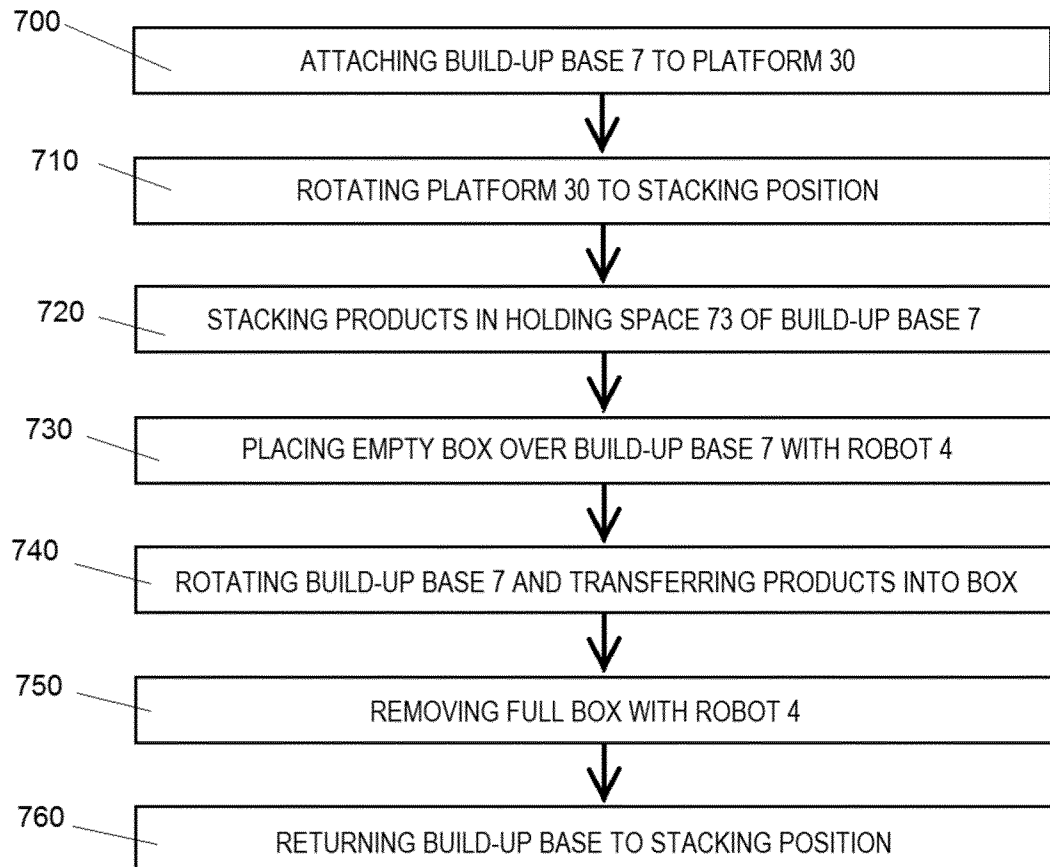 700
ATTACHING BUILD-UP BASE 7 TO PLATFORM 30
710
ROTATING PLATFORM 30 TO STACKING POSITION
720
STACKING PRODUCTS IN HOLDING SPACE 73 OF BUILD-UP BASE 7
730
PLACING EMPTY BOX OVER BUILD-UP BASE 7 WITH ROBOT 4
740
ROTATING BUILD-UP BASE 7 AND TRANSFERRING PRODUCTS INTO BOX
750
REMOVING FULL BOX WITH ROBOT 4
760
RETURNING BUILD-UP BASE TO STACKING POSITION